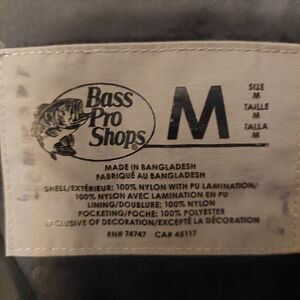 Bass
Pro
Shops®
M
SIZE
M
TAILLE
M
TALLA
M
MADE IN BANGLADESH
FABRIQUÉ AU BANGLADESH
SHELL/EXTÉRIEUR: 100% NYLON WITH PU LAMINATION/
100% NYLON AVEC LAMINATION EN PU
LINING/DOUBLURE: 100% NYLON
POCKETING/POCHE: 100% POLYESTER
EXCLUSIVE OF DECORATION/EXCEPTÉ LA DÉCORATION
RN# 74747 CA# 45117